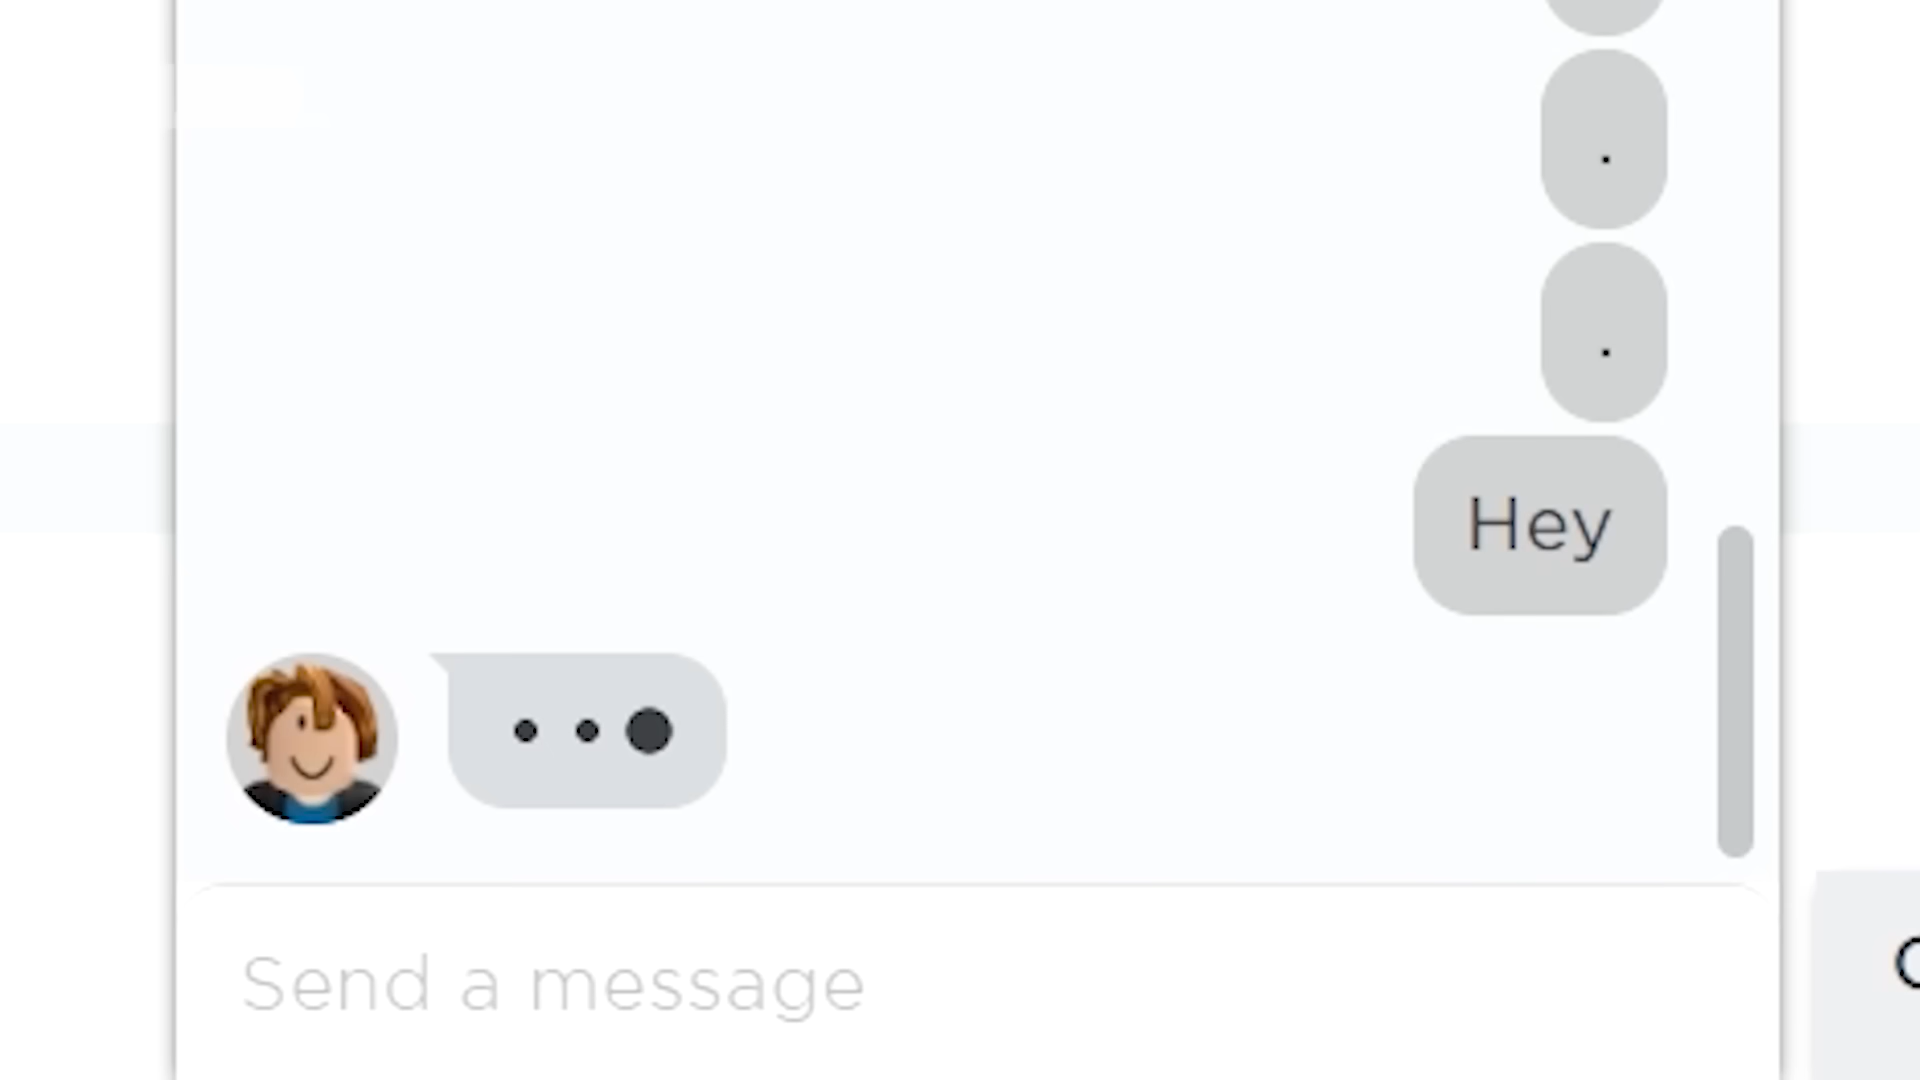 .
.
Hey
Send a message